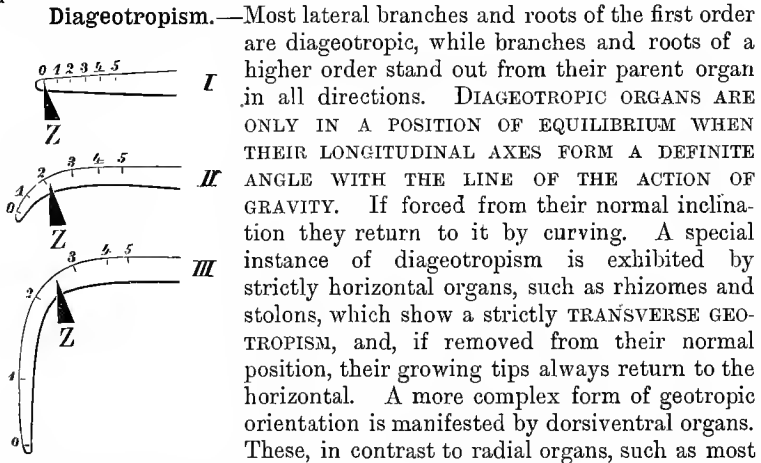 Diageotropism.—Most lateral branches and roots of the first order
are diageotropic, while branches and roots of a
higher order stand out from their parent organ
in all directions. DIAGEOTROPIC ORGANS ARE
ONLY IN A POSITION OF EQUILIBRIUM WHEN
THEIR LONGITUDINAL AXES FORM A DEFINITE
ANGLE WITH THE LINE OF THE ACTION OF
GRAVITY. If forced from their normal inclina-
tion they return to it by curving. A special
instance of diageotropism is exhibited by
strictly horizontal organs, such as rhizomes and
stolons, which show a strictly TRANSVERSE GEO-
TROPISM, and, if removed from their normal
position, their growing tips always return to the
horizontal. A more complex form of geotropic
orientation is manifested by dorsiventral organs.
These, in contrast to radial organs, such as most
0 1 2 3 4 5
I
Z
0 1 2 3 4 5
II
Z
0 1 2 3 4 5
III
Z